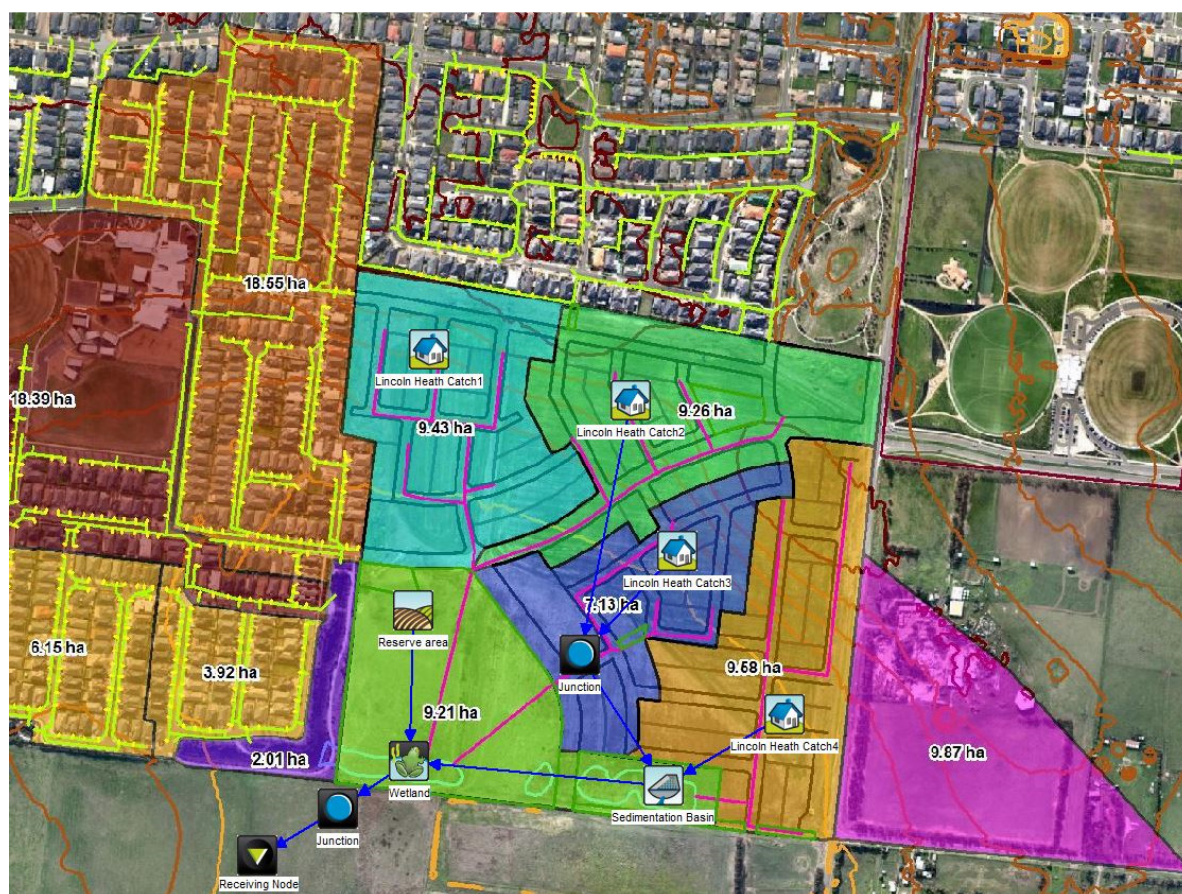 18.55 ha
Lincoln Heath Catch1
18.39 ha
9.43 ha
9.26 ha
Lincoln Heath Catch2
Lincoln Heath Catch3
7.13 ha
Reserve area
6.15 ha
3.92 ha
9.58 ha
Junction
9.21 ha
Lincoln Heath Catch4
9.87 ha
2.01 ha
Wetland
Sedimentation Basin
Junction
Receiving Node